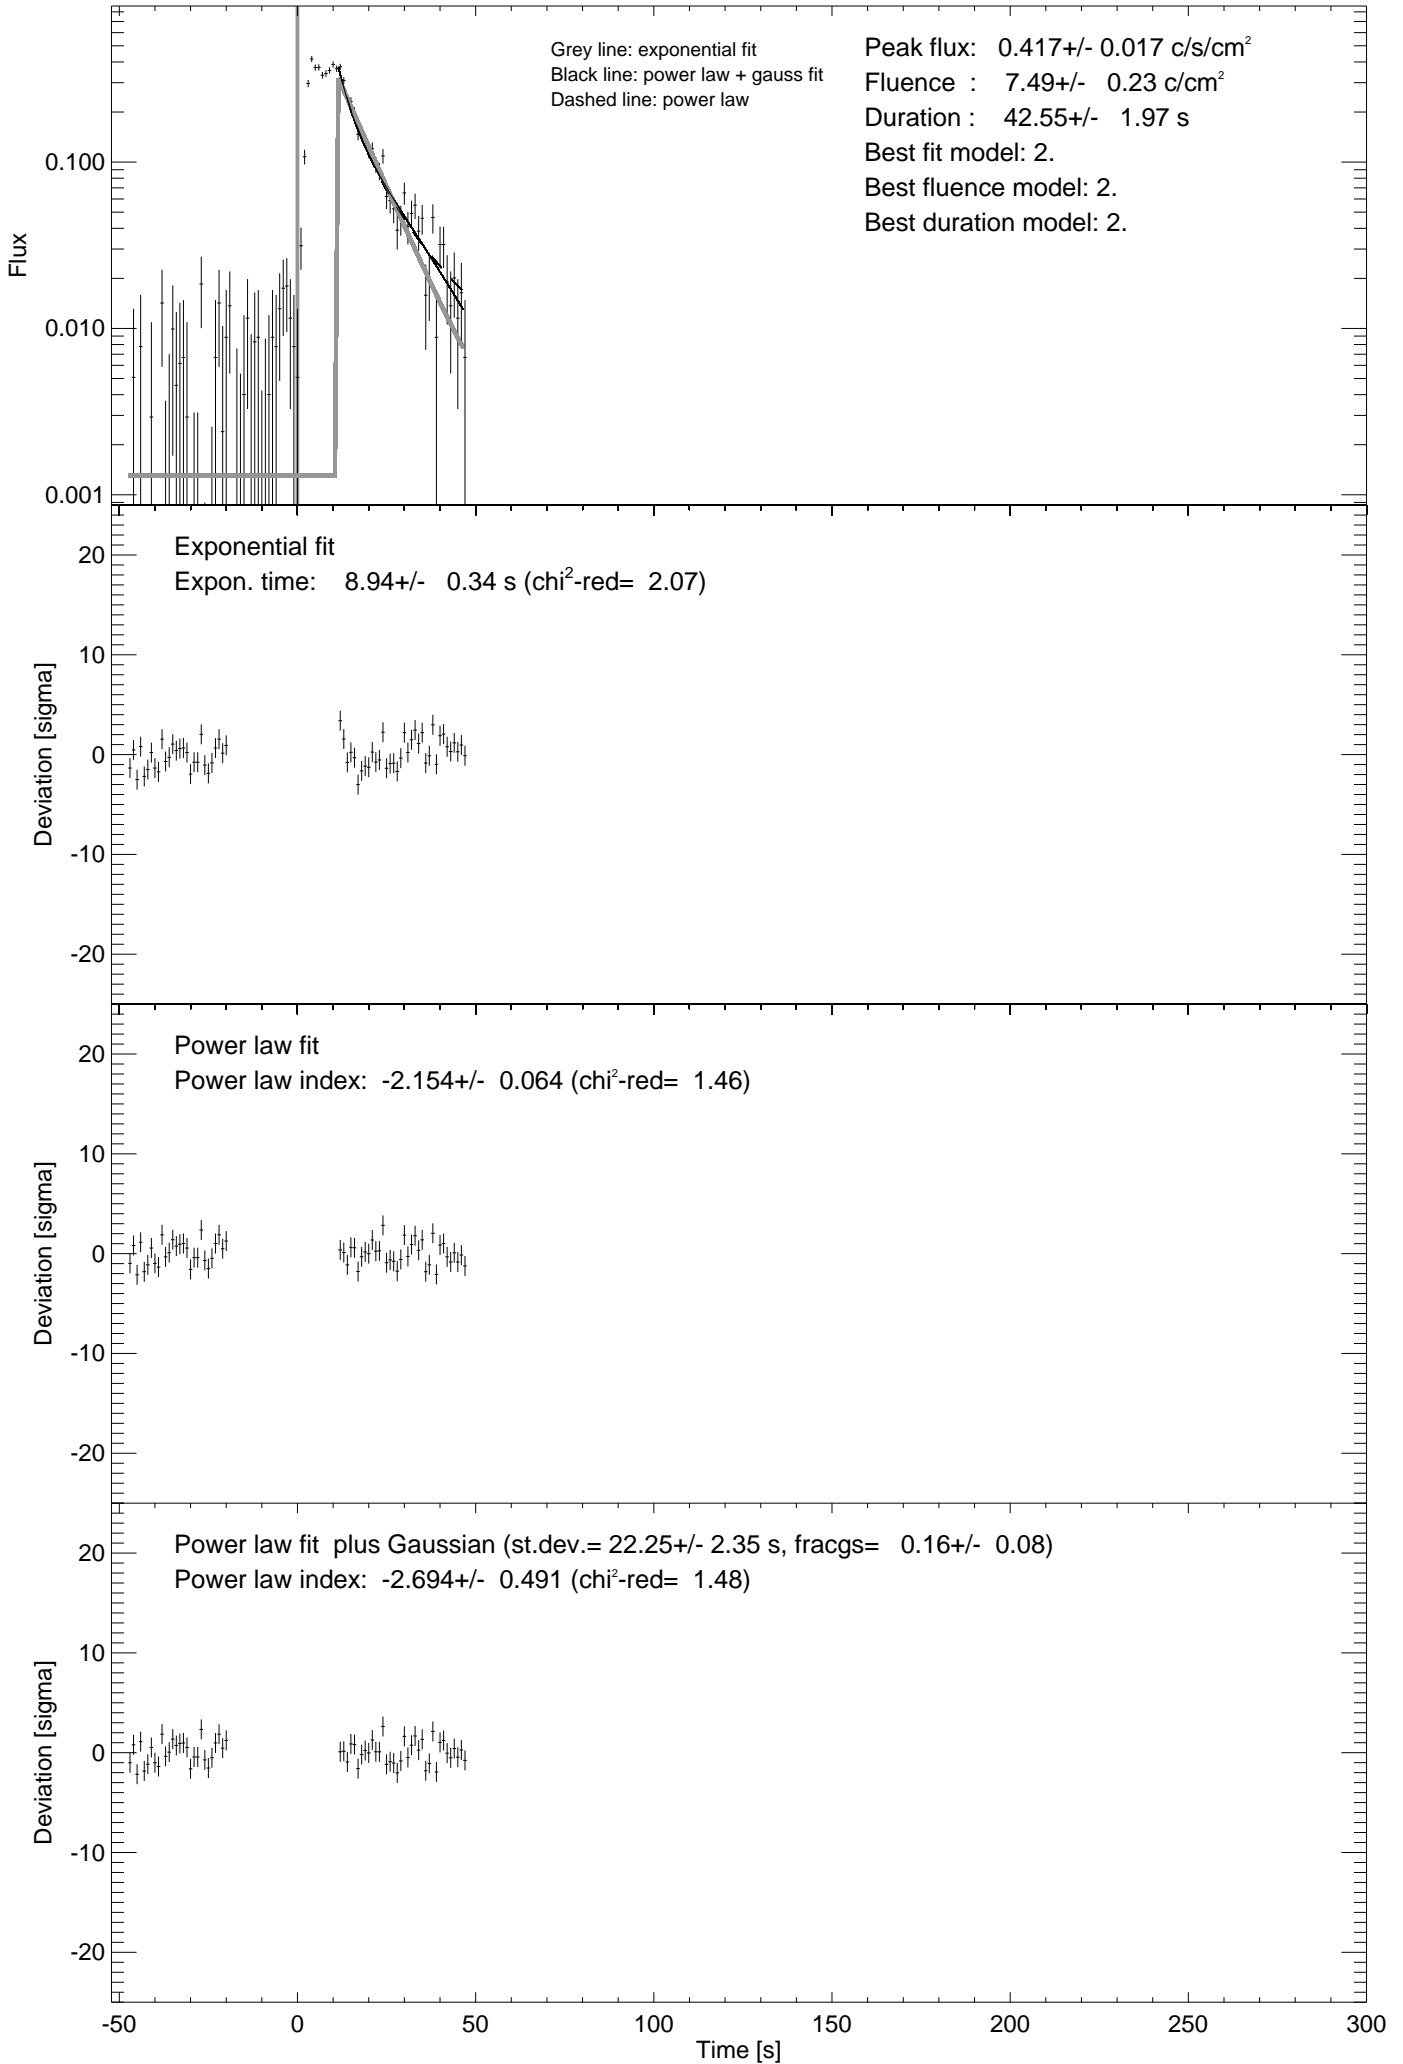 Grey line: exponential fit
Black line: power law + gauss fit
Dashed line: power law
Peak flux: 0.417+/- 0.017 c/s/cm²
Fluence : 7.49+/- 0.23 c/cm²
Duration : 42.55+/- 1.97 s
Best fit model: 2.
Best fluence model: 2.
Best duration model: 2.
0.100
0.010
0.001
Flux
Exponential fit
Expon. time: 8.94+/- 0.34 s (chi²-red= 2.07)
20
10
0
-10
-20
Deviation [sigma]
Power law fit
Power law index: -2.154+/- 0.064 (chi²-red= 1.46)
20
10
0
-10
-20
Deviation [sigma]
Power law fit plus Gaussian (st.dev.= 22.25+/- 2.35 s, fracgs= 0.16+/- 0.08)
Power law index: -2.694+/- 0.491 (chi²-red= 1.48)
20
10
0
-10
-20
Deviation [sigma]
-50 0 50 100 150 200 250 300
Time [s]